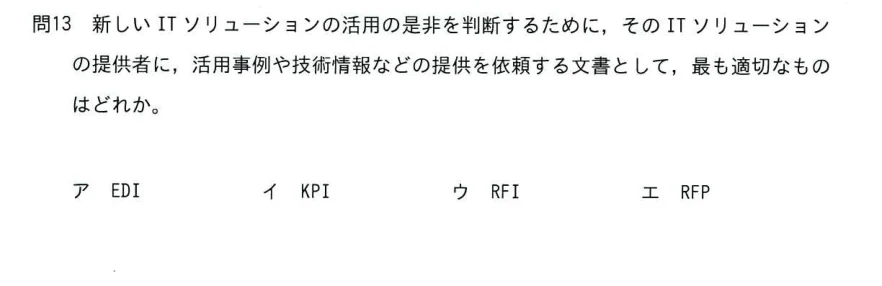 問13　新しい IT ソリューションの活用の是非を判断するために，その IT ソリューション
の提供者に，活用事例や技術情報などの提供を依頼する文書として，最も適切なもの
はどれか。
ア　EDI　イ　KPI　ウ　RFI　エ　RFP